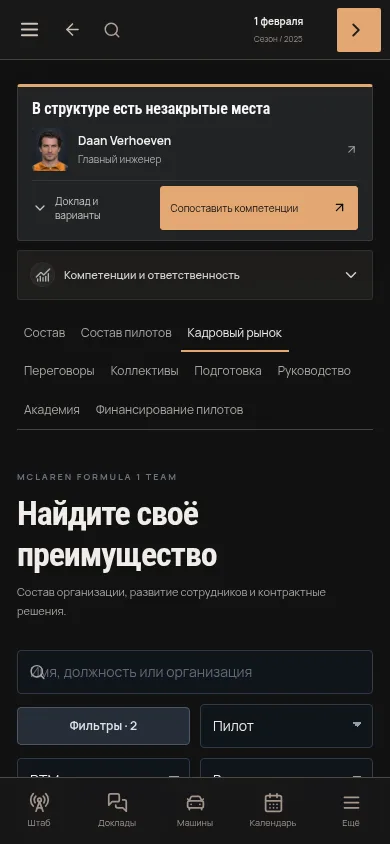 1 февраля
Сезон / 2025
В структуре есть незакрытые места
Daan Verhoeven
Главный инженер
Доклад и
варианты
Сопоставить компетенции
Компетенции и ответственность
Состав
Состав пилотов
Кадровый рынок
Переговоры
Коллективы
Подготовка
Руководство
Академия
Финансирование пилотов
MCLAREN FORMULA 1 TEAM
Найдите своё
преимущество
Состав организации, развитие сотрудников и контрактные
решения.
Имя, должность или организация
Фильтры · 2
Пилот
Штаб
Доклады
Машины
Календарь
Ещё